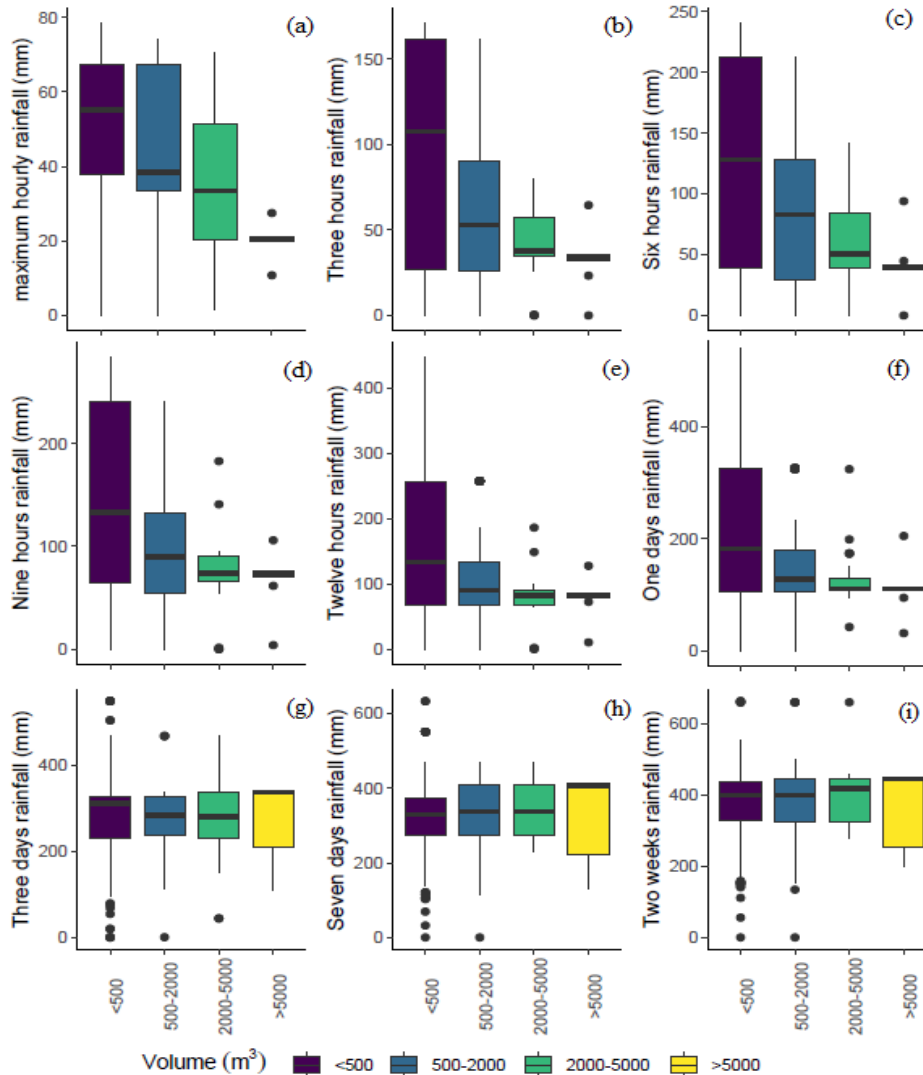 (a)
maximum hourly rainfall (mm)
80
60
40
20
0
(b)
Three hours rainfall (mm)
150
100
50
0
(c)
Six hours rainfall (mm)
250
200
150
100
50
0
(d)
Nine hours rainfall (mm)
200
100
0
(e)
Twelve hours rainfall (mm)
400
300
200
100
0
(f)
One days rainfall (mm)
400
200
0
(g)
Three days rainfall (mm)
400
200
0
<500
500-2000
2000-5000
>5000
(h)
Seven days rainfall (mm)
600
400
200
0
<500
500-2000
2000-5000
>5000
(i)
Two weeks rainfall (mm)
600
400
200
0
<500
500-2000
2000-5000
>5000
Volume (m³) <500 500-2000 2000-5000 >5000